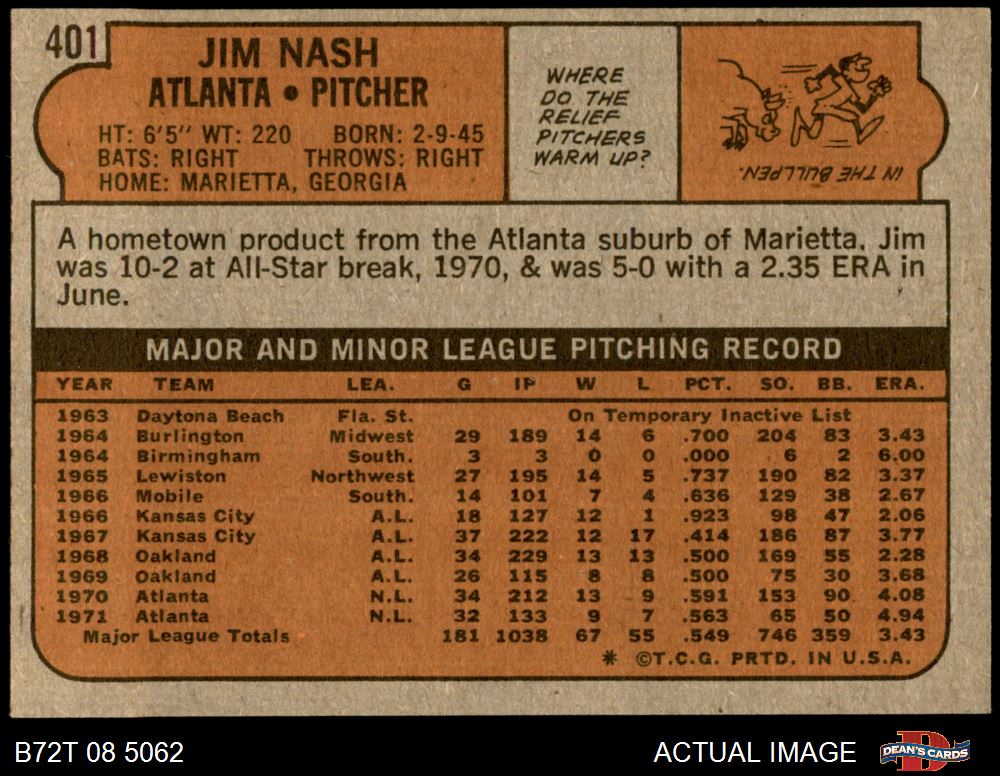 401
JIM NASH
ATLANTA • PITCHER
HT: 6'5" WT: 220 BORN: 2-9-45
BATS: RIGHT THROWS: RIGHT
HOME: MARIETTA, GEORGIA
WHERE
DO THE
RELIEF
PITCHERS
WARM UP?
IN THE BULLPEN.
A hometown product from the Atlanta suburb of Marietta, Jim
was 10-2 at All-Star break, 1970, & was 5-0 with a 2.35 ERA in
June.
MAJOR AND MINOR LEAGUE PITCHING RECORD
YEAR TEAM LEA. G IP W L PCT. SO. BB. ERA.
1963 Daytona Beach Fla. St. On Temporary Inactive List
1964 Burlington Midwest 29 189 14 6 .700 204 83 3.43
1964 Birmingham South. 3 3 0 0 .000 6 2 6.00
1965 Lewiston Northwest 27 195 14 5 .737 190 82 3.37
1966 Mobile South. 14 101 7 4 .636 129 38 2.67
1966 Kansas City A.L. 18 127 12 1 .923 98 47 2.06
1967 Kansas City A.L. 37 222 12 17 .414 186 87 3.77
1968 Oakland A.L. 34 229 13 13 .500 169 55 2.28
1969 Oakland A.L. 26 115 8 8 .500 75 30 3.68
1970 Atlanta N.L. 34 212 13 9 .591 153 90 4.08
1971 Atlanta N.L. 32 133 9 7 .563 65 50 4.94
Major League Totals 181 1038 67 55 .549 746 359 3.43
* ©T.C.G. PRTD. IN U.S.A.
B72T 08 5062 ACTUAL IMAGE DEAN'S CARDS